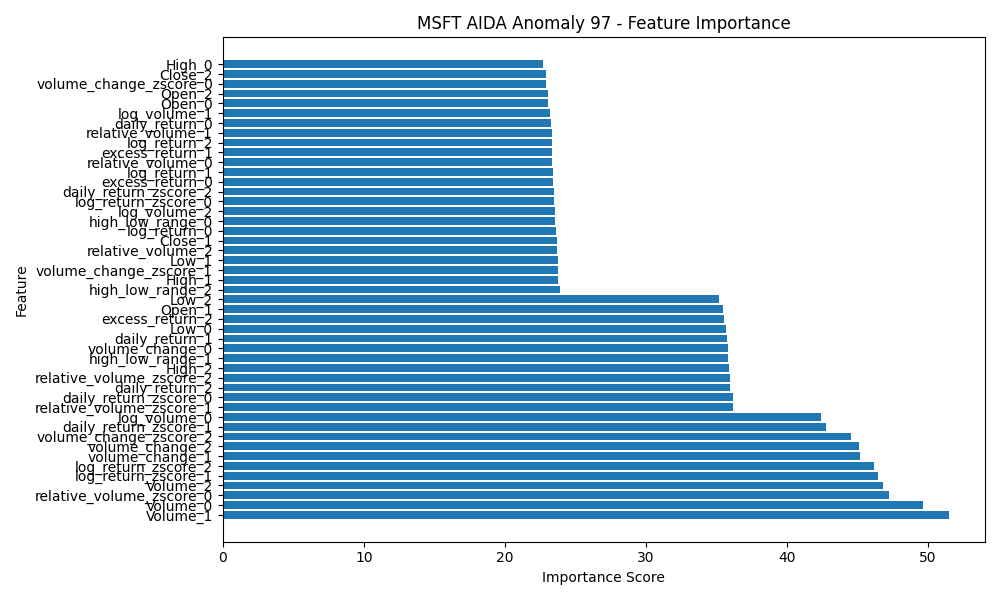 MSFT AIDA Anomaly 97 - Feature Importance
High_0
Close_2
volume_change_zscore_0
Open_2
Open_0
log_volume_1
daily_return_0
relative_volume_1
log_return_2
excess_return_1
relative_volume_0
log_return_1
excess_return_0
daily_return_zscore_2
log_return_zscore_0
log_volume_2
high_low_range_0
log_return_0
Close_1
relative_volume_2
Low_1
volume_change_zscore_1
High_1
high_low_range_2
Low_2
Open_1
excess_return_2
Low_0
daily_return_1
volume_change_0
high_low_range_1
High_2
relative_volume_zscore_2
daily_return_2
daily_return_zscore_0
relative_volume_zscore_1
log_volume_0
daily_return_zscore_1
volume_change_zscore_2
volume_change_2
volume_change_1
log_return_zscore_2
log_return_zscore_1
Volume_2
relative_volume_zscore_0
Volume_0
Volume_1
Feature
0 10 20 30 40 50
Importance Score